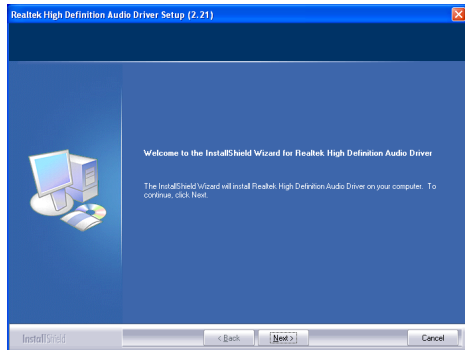 Realtek High Definition Audio Driver Setup (2.21)
Welcome to the InstallShield Wizard for Realtek High Definition Audio Driver
The InstallShield Wizard will install Realtek High Definition Audio Driver on your computer. To
continue, click Next.
InstallShield
< Back
Next >
Cancel